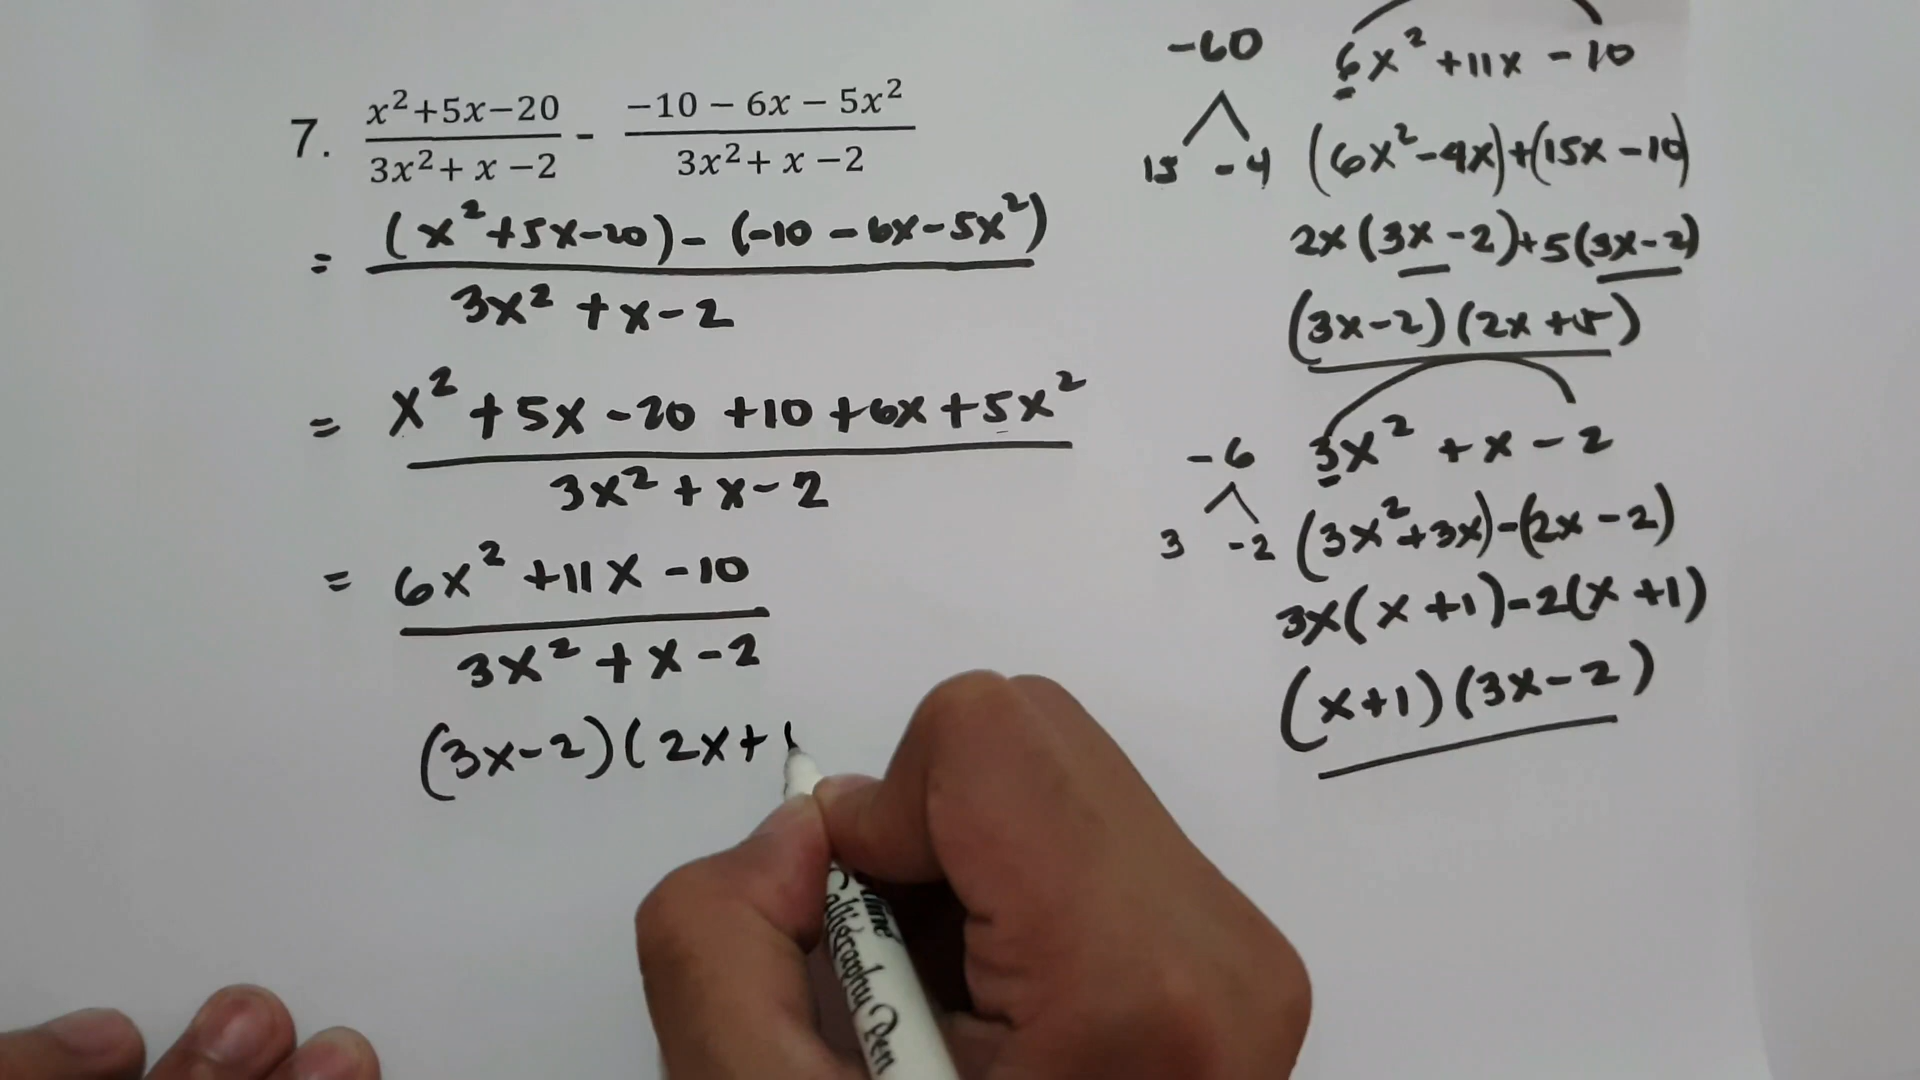 7. x²+5x−20 / 3x²+ x −2 - −10 − 6x − 5x² / 3x²+ x −2
= (x²+5x-20) - (-10 - 6x - 5x²) / 3x² + x - 2
= x² + 5x - 20 + 10 + 6x + 5x² / 3x² + x - 2
= 6x² + 11x - 10 / 3x² + x - 2
(3x-2)(2x+
-60
15 -4
6x² + 11x - 10
(6x²-4x)+(15x-10)
2x(3x-2)+5(3x-2)
(3x-2)(2x+5)
-6
3 -2
3x² + x - 2
(3x²+3x)-(2x-2)
3x(x+1)-2(x+1)
(x+1)(3x-2)
Calligraphy Pen